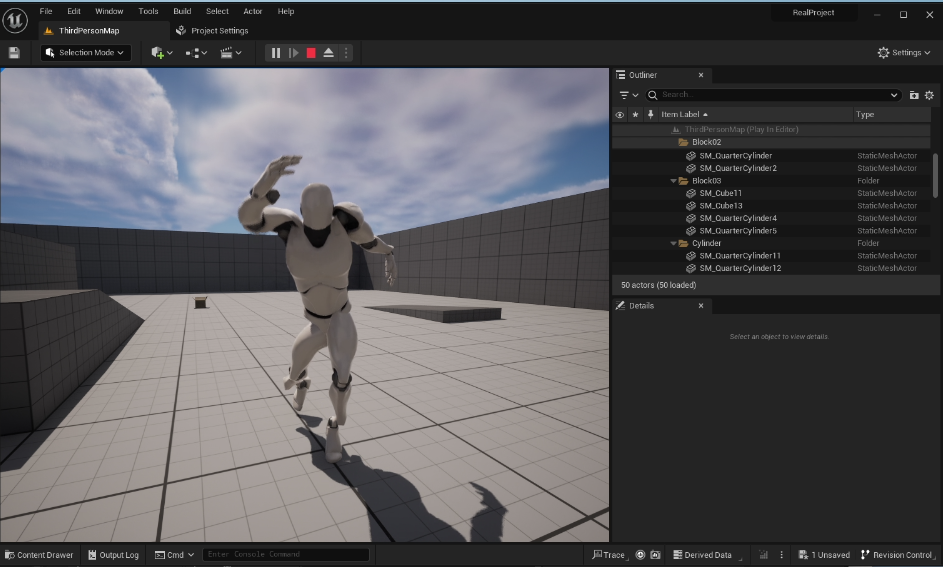 File Edit Window Tools Build Select Actor Help
RealProject
ThirdPersonMap
Project Settings
Selection Mode
Settings
Outliner
Search...
Item Label
Type
ThirdPersonMap (Play In Editor)
Block02
SM_QuarterCylinder StaticMeshActor
SM_QuarterCylinder2 StaticMeshActor
Block03 Folder
SM_Cube11 StaticMeshActor
SM_Cube13 StaticMeshActor
SM_QuarterCylinder4 StaticMeshActor
SM_QuarterCylinder5 StaticMeshActor
Cylinder Folder
SM_QuarterCylinder11 StaticMeshActor
SM_QuarterCylinder12 StaticMeshActor
50 actors (50 loaded)
Details
Select an object to view details.
Content Drawer Output Log Cmd Enter Console Command Trace Derived Data 1 Unsaved Revision Control